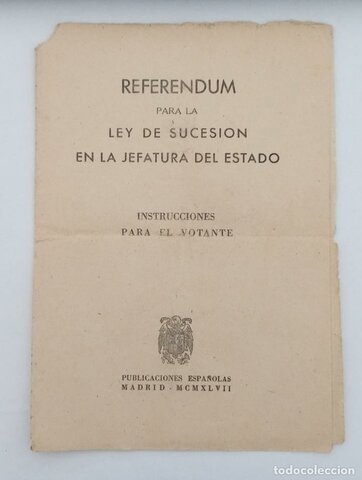 REFERENDUM
PARA LA
LEY DE SUCESION
EN LA JEFATURA DEL ESTADO
INSTRUCCIONES
PARA EL VOTANTE
PUBLICACIONES ESPAÑOLAS
MADRID - MCMXLVII
todocoleccion